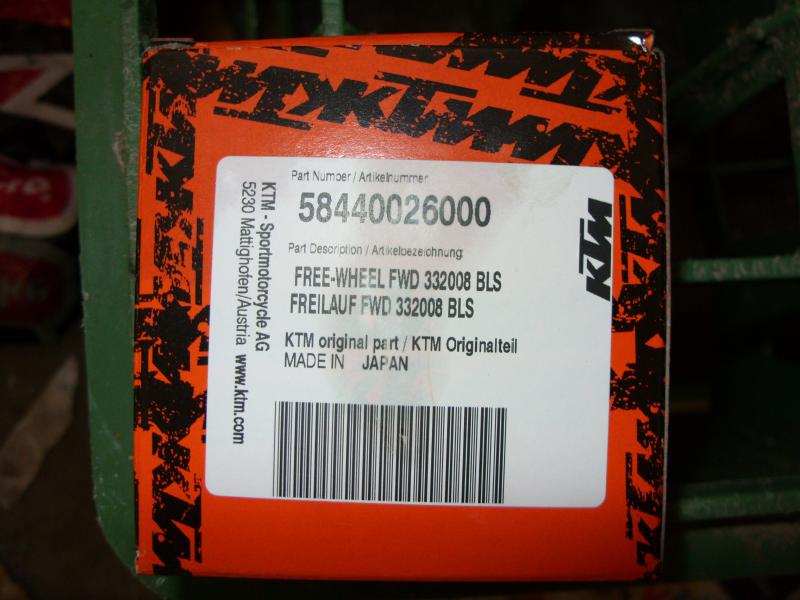 Part Number / Artikelnummer:
58440026000
Part Description / Artikelbezeichnung:
FREE-WHEEL FWD 332008 BLS
FREILAUF FWD 332008 BLS
KTM original part / KTM Originalteil
MADE IN JAPAN
KTM - Sportmotorcycle AG
5230 Mattighofen/Austria www.ktm.com
KTM
KTM